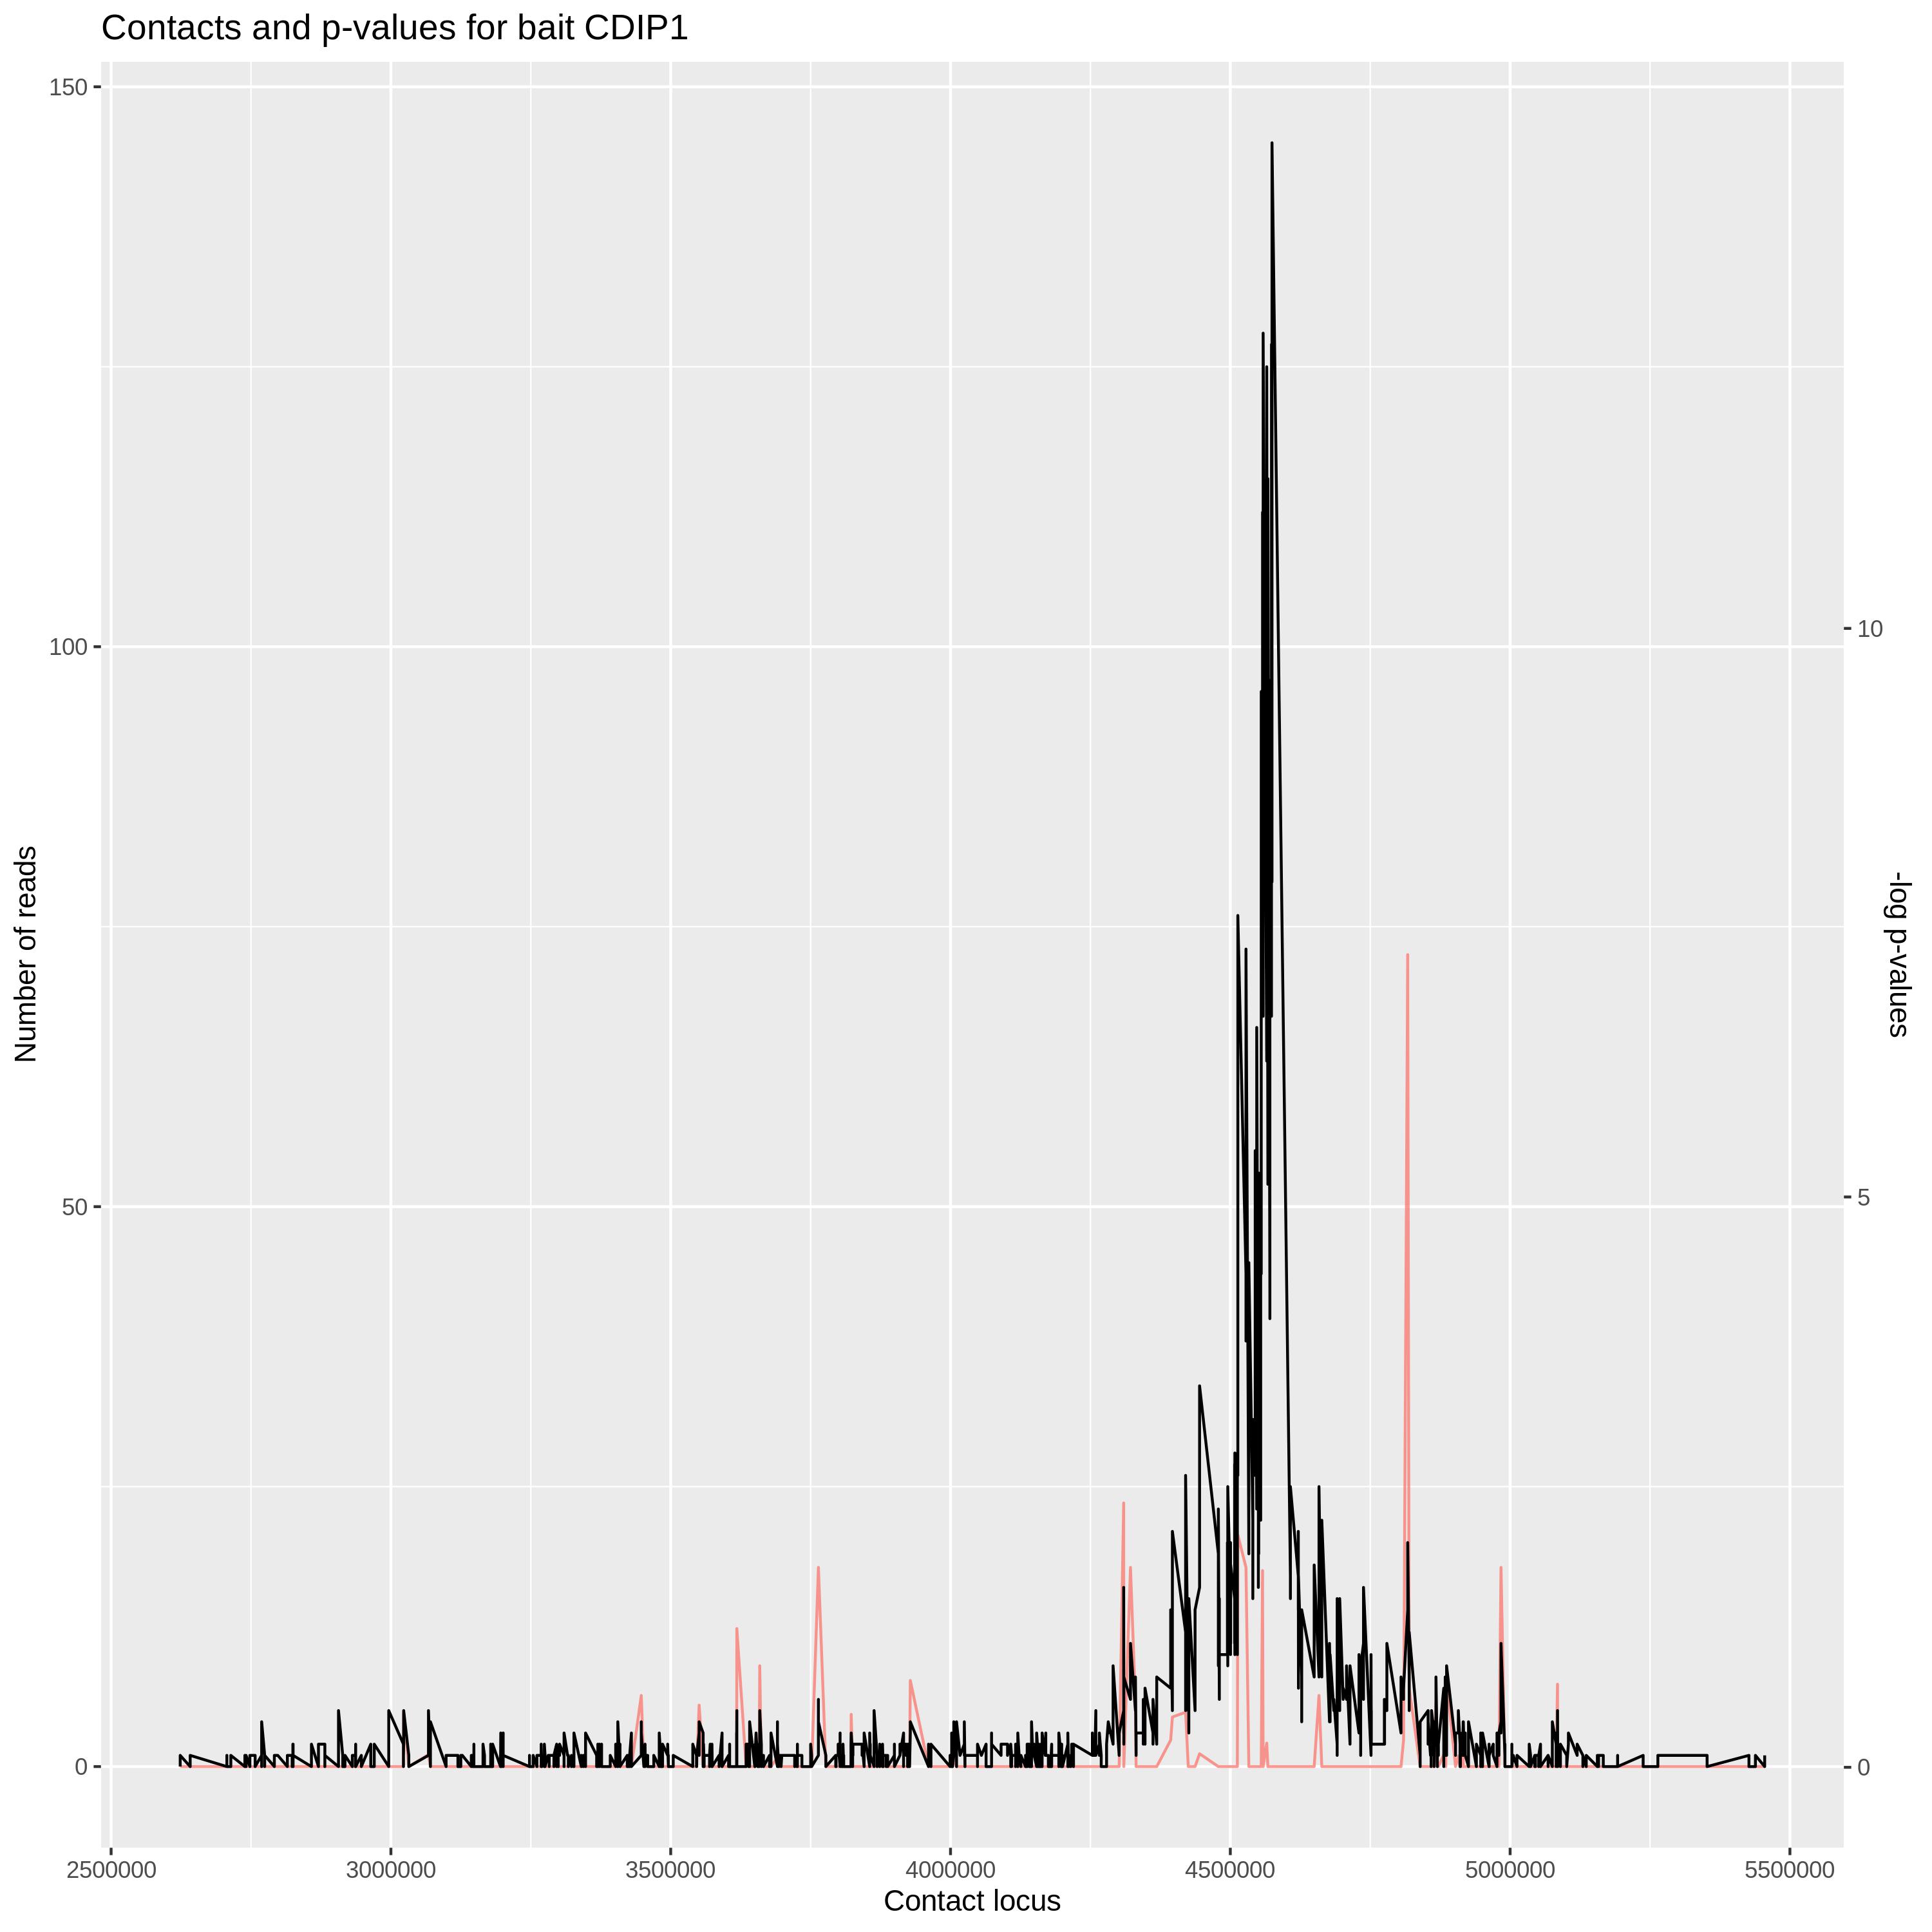 Contacts and p-values for bait CDIP1
150
100
50
0
Number of reads
10
5
0
-log p-values
2500000 3000000 3500000 4000000 4500000 5000000 5500000
Contact locus